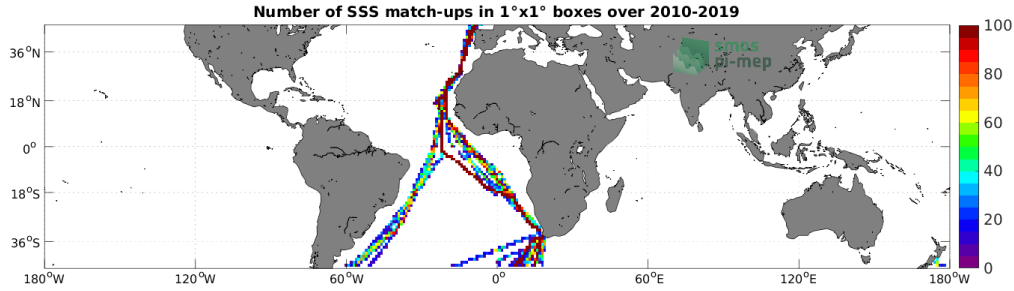 Number of SSS match-ups in 1°x1° boxes over 2010-2019
36°N
18°N
0°
18°S
36°S
180°W 120°W 60°W 0° 60°E 120°E 180°W
smos
pi-mep
100
80
60
40
20
0